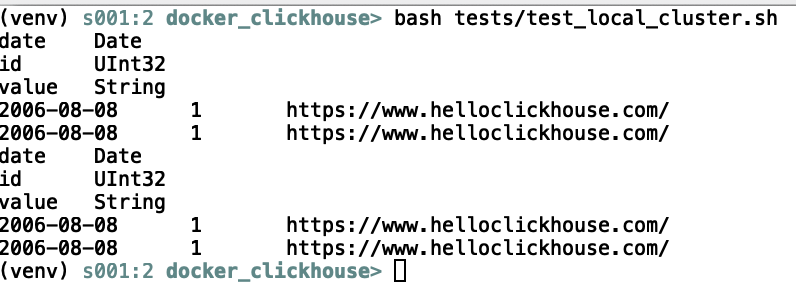 (venv) s001:2 docker_clickhouse> bash tests/test_local_cluster.sh
date    Date
id      UInt32
value   String
2006-08-08      1       https://www.helloclickhouse.com/
2006-08-08      1       https://www.helloclickhouse.com/
date    Date
id      UInt32
value   String
2006-08-08      1       https://www.helloclickhouse.com/
2006-08-08      1       https://www.helloclickhouse.com/
(venv) s001:2 docker_clickhouse>